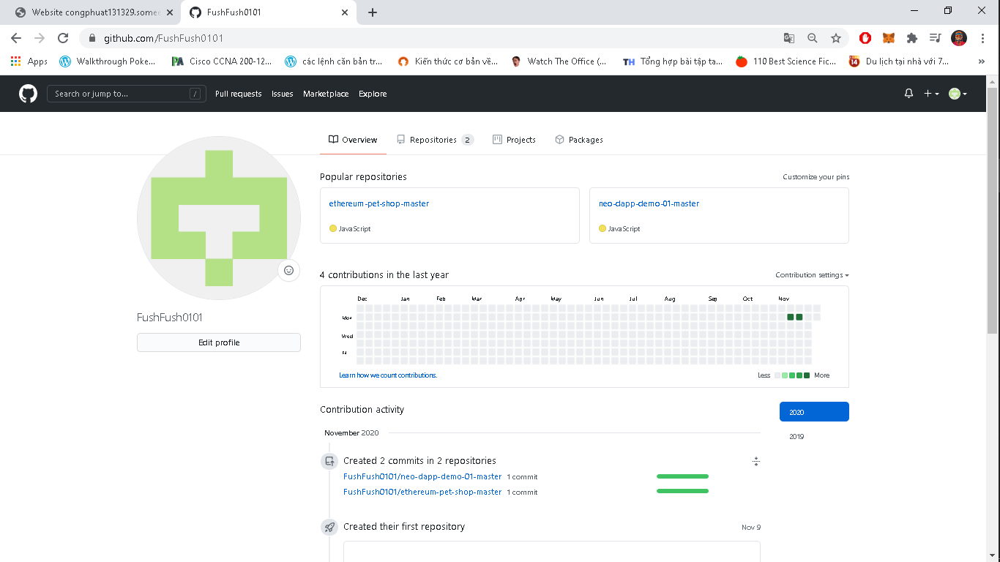 Website congphuat131329.somee
FushFush0101
github.com/FushFush0101
Apps
Walkthrough Poke...
Cisco CCNA 200-12...
các lệnh căn bản tr...
Kiến thức cơ bản về...
Watch The Office (...
TH Tổng hợp bài tập ta...
110 Best Science Fic...
14 Du lịch tại nhà với 7...
»
Search or jump to... /
Pull requests Issues Marketplace Explore
Overview Repositories 2 Projects Packages
Popular repositories Customize your pins
ethereum-pet-shop-master
JavaScript
neo-dapp-demo-01-master
JavaScript
FushFush0101
Edit profile
4 contributions in the last year Contribution settings
Dec Jan Feb Mar Apr May Jun Jul Aug Sep Oct Nov
Mon
Wed
Fri
Learn how we count contributions. Less More
Contribution activity
2020
2019
November 2020
Created 2 commits in 2 repositories
FushFush0101/neo-dapp-demo-01-master 1 commit
FushFush0101/ethereum-pet-shop-master 1 commit
Created their first repository Nov 9